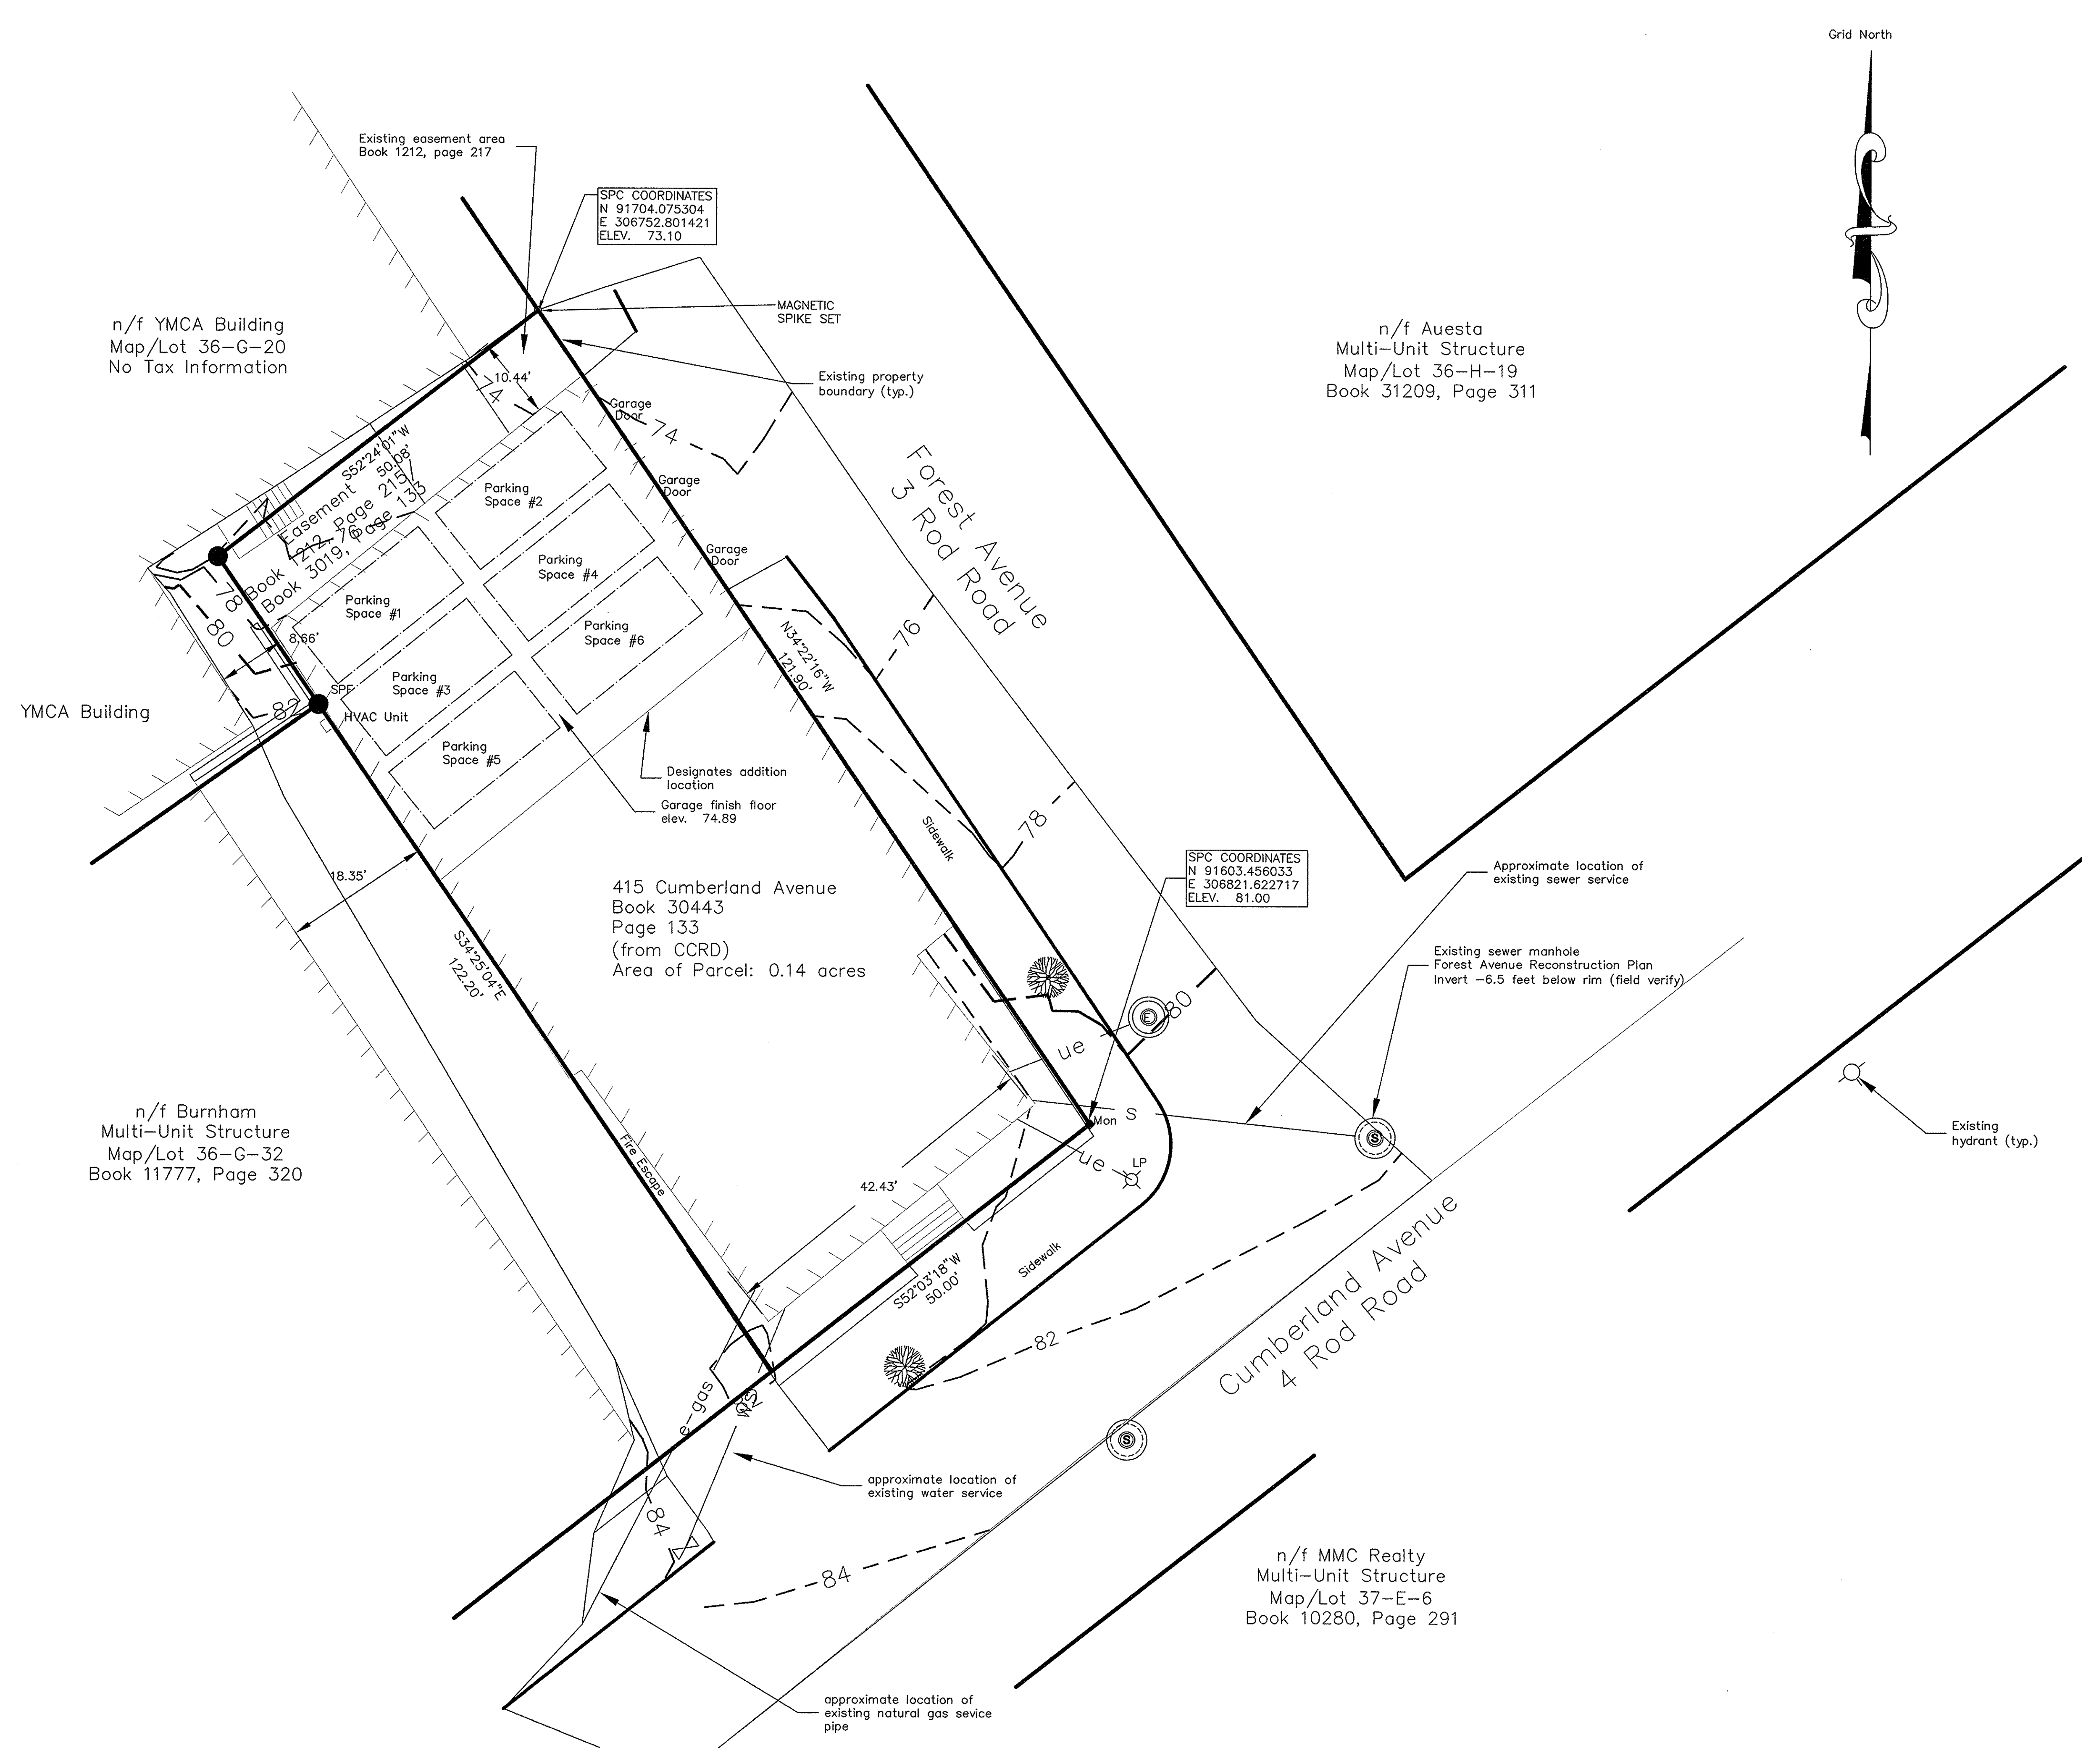 Grid North
Existing easement area
Book 1212, page 217
SPC COORDINATES
N 91704.075304
E 306752.801421
ELEV. 73.10
MAGNETIC
SPIKE SET
n/f YMCA Building
Map/Lot 36-G-20
No Tax Information
n/f Auesta
Multi-Unit Structure
Map/Lot 36-H-19
Book 31209, Page 311
Existing property
boundary (typ.)
10.44'
74
Garage
Door
74
S52°24'01"W
50.08'
Easement
Book 1212, Page 215
Book 3019, page 133
76
Parking
Space #2
Garage
Door
Forest Avenue
3 Rod Road
Garage
Door
Parking
Space #4
Parking
Space #1
78
80
8.66'
Parking
Space #6
N34°22'16"W
121.90'
76
SPF
Parking
Space #3
82
HVAC Unit
YMCA Building
Parking
Space #5
Designates addition
location
Garage finish floor
elev. 74.89
78
Sidewalk
18.35'
SPC COORDINATES
N 91603.456033
E 306821.622717
ELEV. 81.00
Approximate location of
existing sewer service
415 Cumberland Avenue
Book 30443
Page 133
(from CCRD)
Area of Parcel: 0.14 acres
S34°25'04"E
122.20'
Existing sewer manhole
Forest Avenue Reconstruction Plan
Invert -6.5 feet below rim (field verify)
80
E
ue
Mon
S
S
Existing
hydrant (typ.)
n/f Burnham
Multi-Unit Structure
Map/Lot 36-G-32
Book 11777, Page 320
Fire Escape
ue
LP
42.43'
S52°03'18"W
50.00'
Sidewalk
Cumberland Avenue
4 Rod Road
82
e-gas
S
approximate location of
existing water service
84
84
n/f MMC Realty
Multi-Unit Structure
Map/Lot 37-E-6
Book 10280, Page 291
approximate location of
existing natural gas sevice
pipe